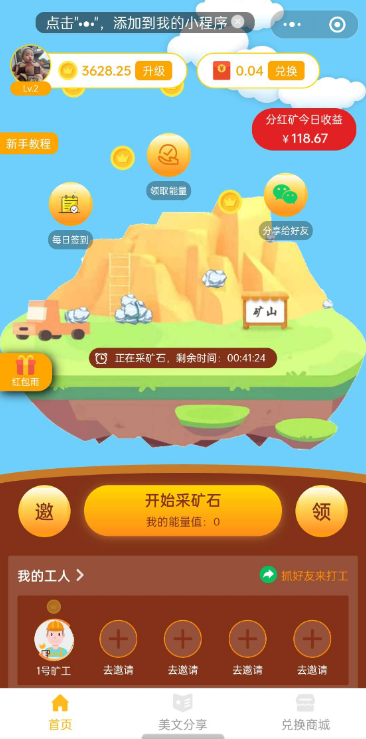 点击"•●•", 添加到我的小程序
3628.25 升级
0.04 兑换
Lv.2
分红矿今日收益
¥118.67
新手教程
领取能量
每日签到
分享给好友
矿山
正在采矿石，剩余时间：00:41:24
红包雨
邀
开始采矿石
我的能量值：0
领
我的工人
抓好友来打工
1号旷工
去邀请
去邀请
去邀请
去邀请
首页
美文分享
兑换商城